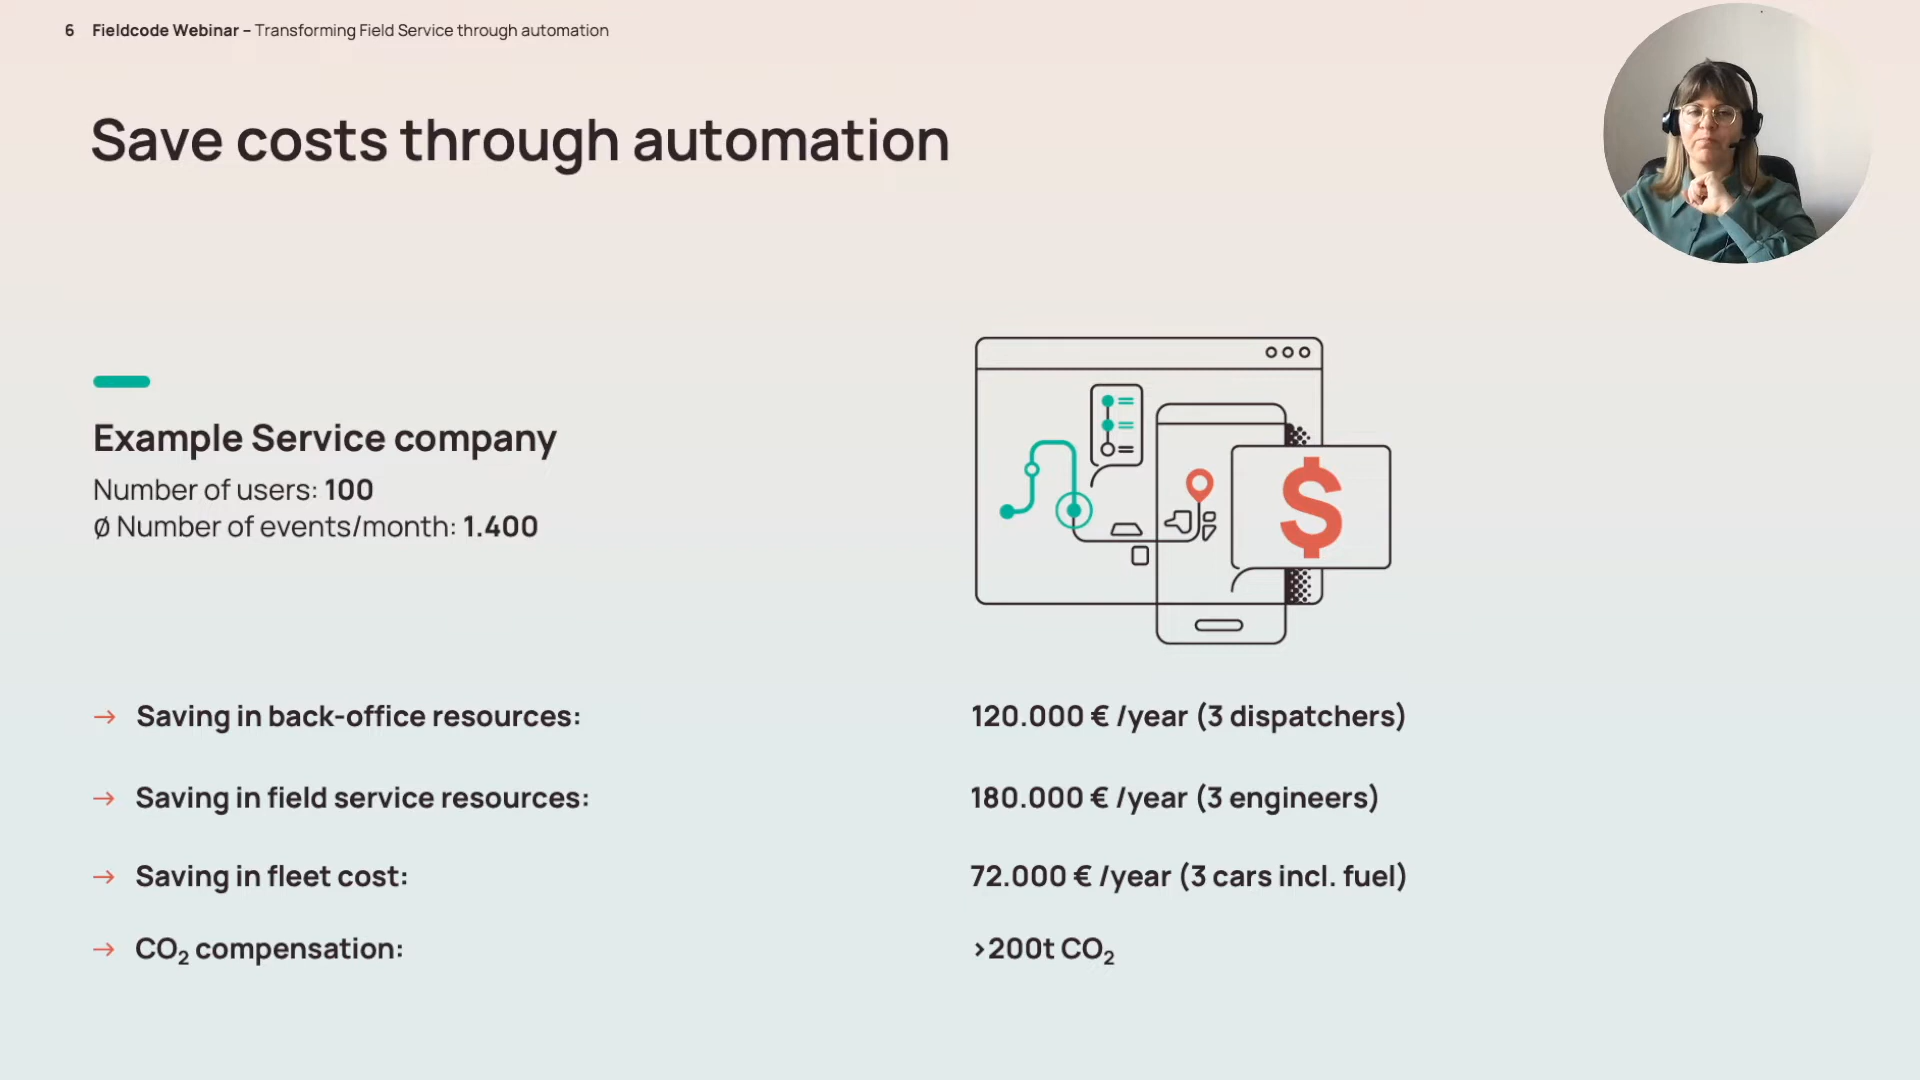 6 Fieldcode Webinar – Transforming Field Service through automation
Save costs through automation
Example Service company
Number of users: 100
Ø Number of events/month: 1.400
$
→ Saving in back-office resources: 120.000 € /year (3 dispatchers)
→ Saving in field service resources: 180.000 € /year (3 engineers)
→ Saving in fleet cost: 72.000 € /year (3 cars incl. fuel)
→ CO₂ compensation: >200t CO₂